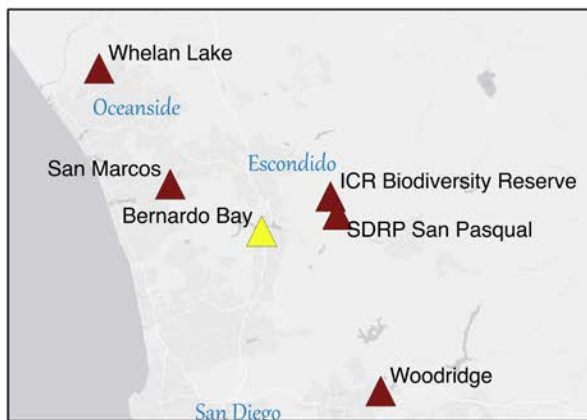 Whelan Lake
Oceanside
San Marcos
Escondido
ICR Biodiversity Reserve
Bernardo Bay
SDRP San Pasqual
Woodridge
San Diego